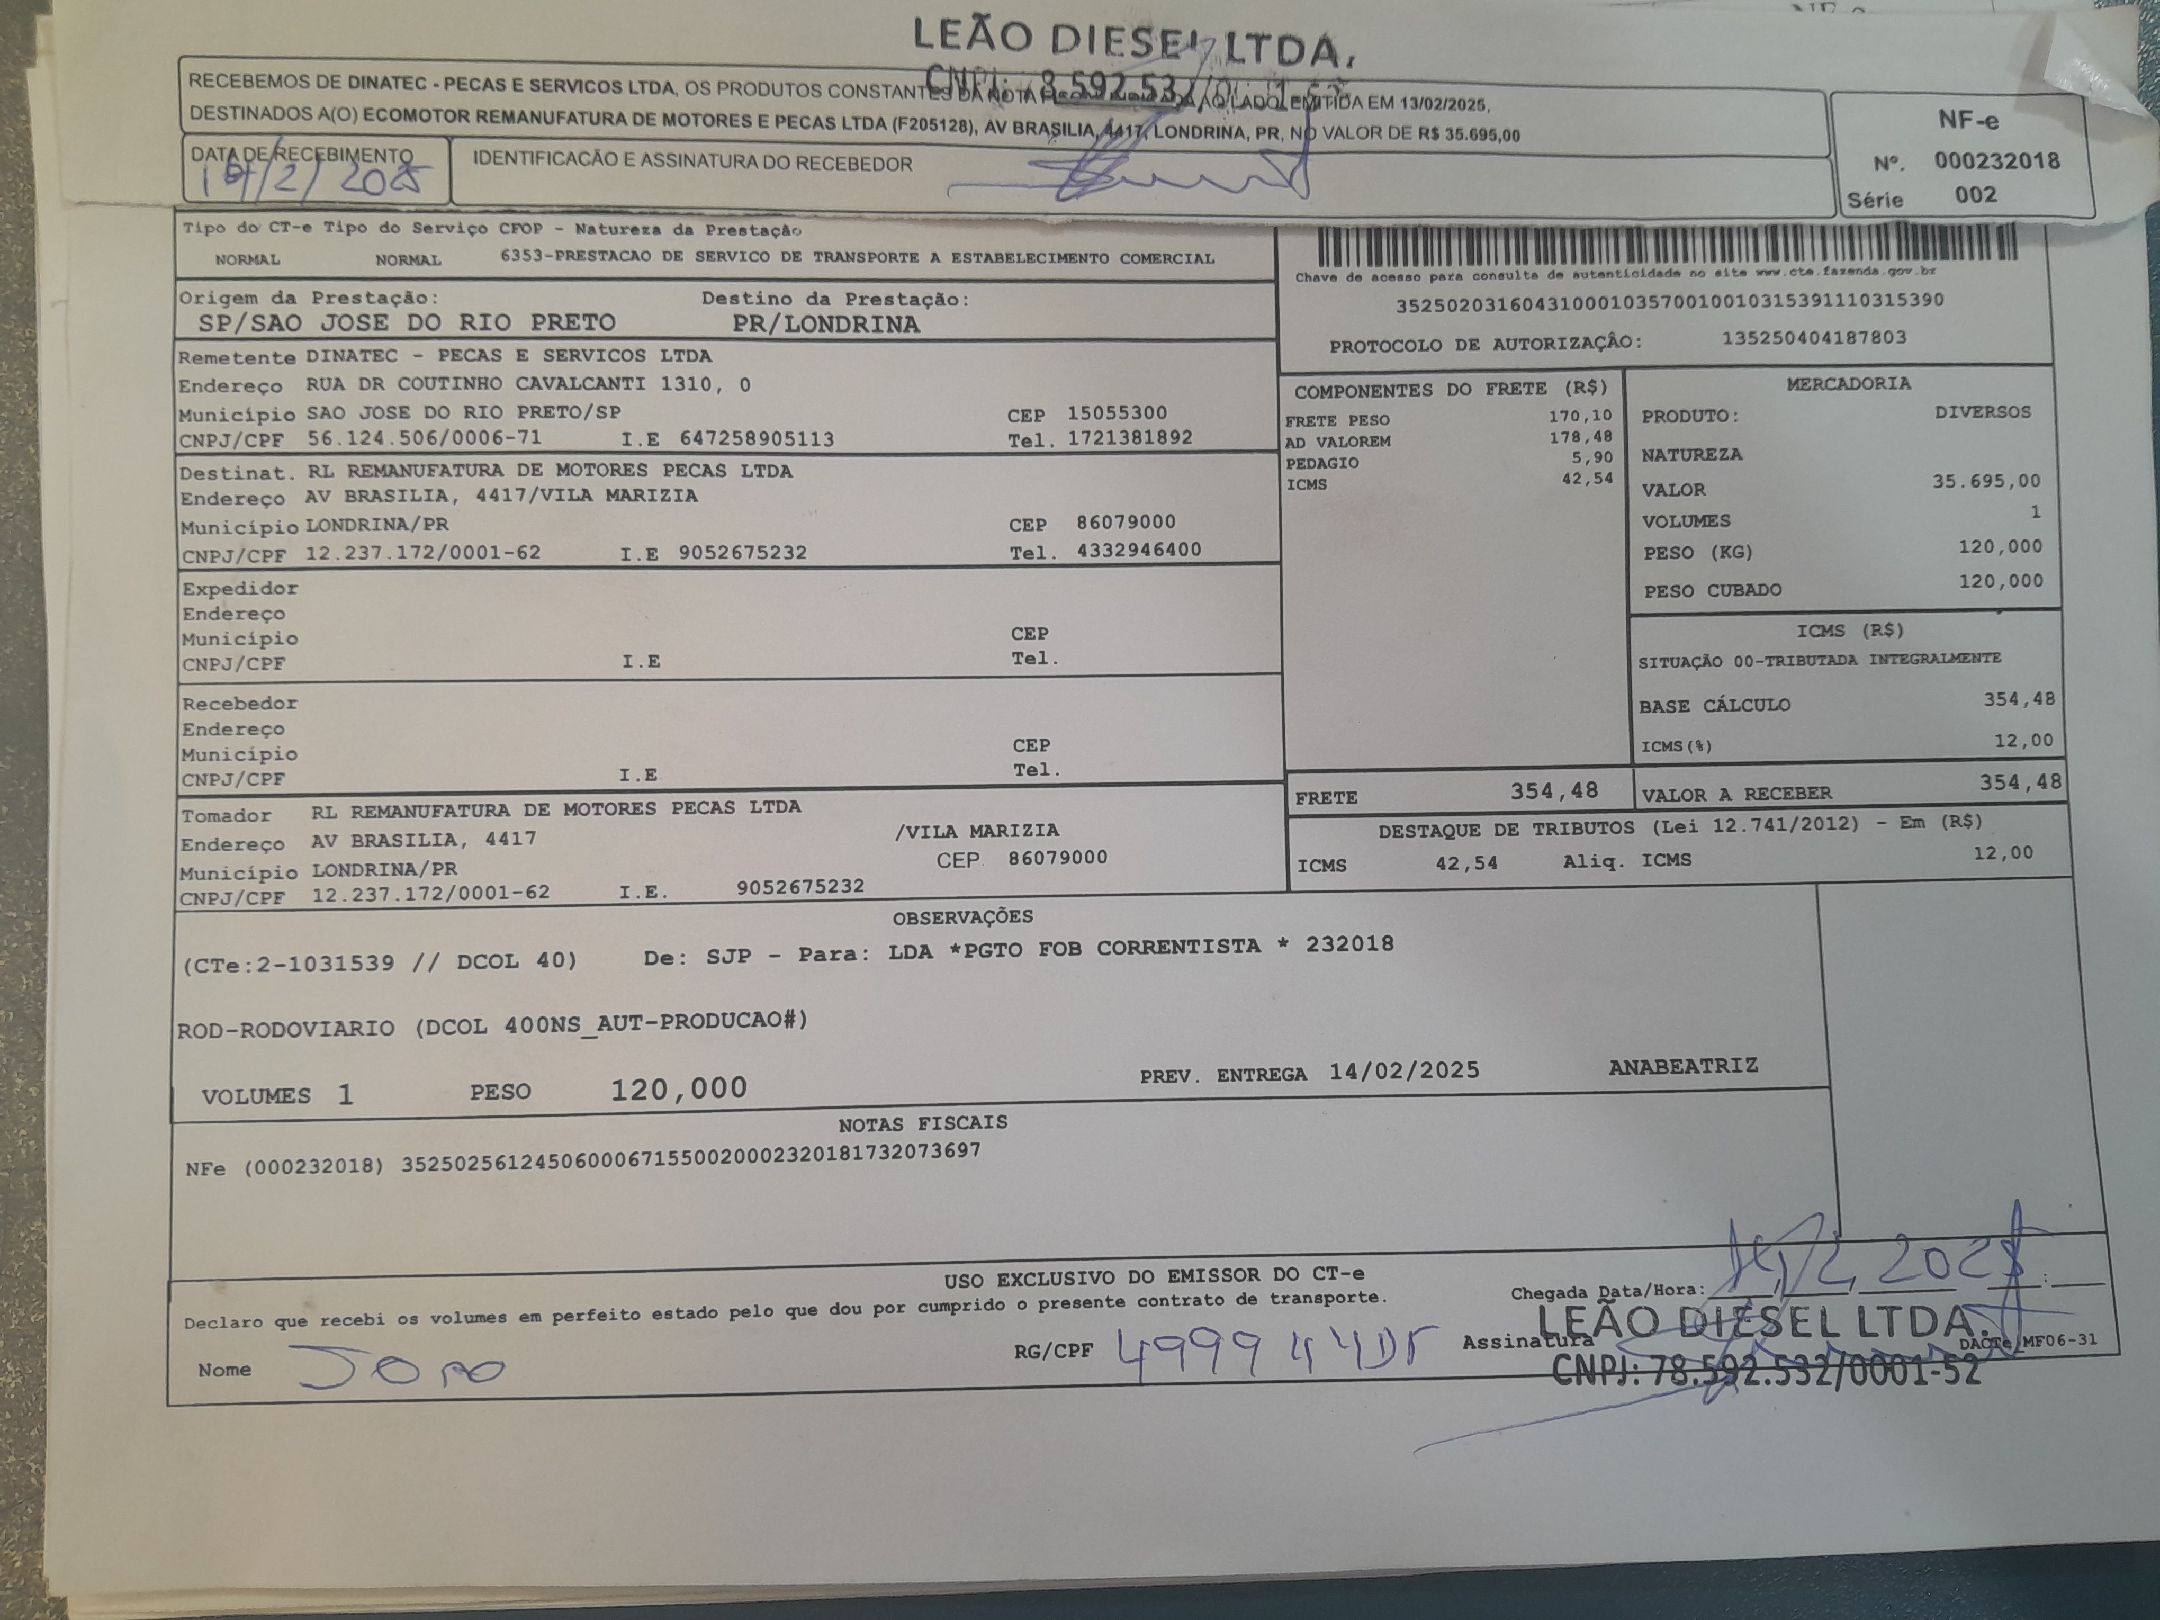 LEÃO DIESEL LTDA.
RECEBEMOS DE DINATEC - PECAS E SERVICOS LTDA, OS PRODUTOS CONSTANTES DA NOTA AO LADO, EMITIDA EM 13/02/2025,
DESTINADOS A(O) ECOMOTOR REMANUFATURA DE MOTORES E PECAS LTDA (F205128), AV BRASILIA, 4417, LONDRINA, PR, NO VALOR DE R$ 35.695,00
DATA DE RECEBIMENTO
/2/2025
IDENTIFICACÃO E ASSINATURA DO RECEBEDOR
NF-e
Nº. 000232018
Série 002
Tipo do CT-e Tipo do Serviço CFOP - Natureza da Prestação
NORMAL NORMAL 6353-PRESTACAO DE SERVICO DE TRANSPORTE A ESTABELECIMENTO COMERCIAL
Chave de acesso para consulta de autenticidade no site www.cte.fazenda.gov.br
35250203160431000103570010010315391110315390
PROTOCOLO DE AUTORIZAÇÃO: 135250404187803
Origem da Prestação: Destino da Prestação:
SP/SAO JOSE DO RIO PRETO PR/LONDRINA
Remetente DINATEC - PECAS E SERVICOS LTDA
Endereço RUA DR COUTINHO CAVALCANTI 1310, 0
Município SAO JOSE DO RIO PRETO/SP CEP 15055300
CNPJ/CPF 56.124.506/0006-71 I.E 647258905113 Tel. 1721381892
Destinat. RL REMANUFATURA DE MOTORES PECAS LTDA
Endereço AV BRASILIA, 4417/VILA MARIZIA
Município LONDRINA/PR CEP 86079000
CNPJ/CPF 12.237.172/0001-62 I.E 9052675232 Tel. 4332946400
Expedidor
Endereço
Município CEP
CNPJ/CPF I.E Tel.
Recebedor
Endereço
Município CEP
CNPJ/CPF I.E Tel.
Tomador RL REMANUFATURA DE MOTORES PECAS LTDA
Endereço AV BRASILIA, 4417 /VILA MARIZIA
Município LONDRINA/PR CEP 86079000
CNPJ/CPF 12.237.172/0001-62 I.E. 9052675232
COMPONENTES DO FRETE (R$)
FRETE PESO 170,10
AD VALOREM 178,48
PEDAGIO 5,90
ICMS 42,54
MERCADORIA
PRODUTO: DIVERSOS
NATUREZA
VALOR 35.695,00
VOLUMES 1
PESO (KG) 120,000
PESO CUBADO 120,000
ICMS (R$)
SITUAÇÃO 00-TRIBUTADA INTEGRALMENTE
BASE CÁLCULO 354,48
ICMS(%) 12,00
FRETE 354,48 VALOR A RECEBER 354,48
DESTAQUE DE TRIBUTOS (Lei 12.741/2012) - Em (R$)
ICMS 42,54 Aliq. ICMS 12,00
OBSERVAÇÕES
(CTe:2-1031539 // DCOL 40) De: SJP - Para: LDA *PGTO FOB CORRENTISTA * 232018
ROD-RODOVIARIO (DCOL 400NS_AUT-PRODUCAO#)
VOLUMES 1 PESO 120,000 PREV. ENTREGA 14/02/2025 ANABEATRIZ
NOTAS FISCAIS
NFe (000232018) 35250256124506000671550020002320181732073697
USO EXCLUSIVO DO EMISSOR DO CT-e
Declaro que recebi os volumes em perfeito estado pelo que dou por cumprido o presente contrato de transporte.
Chegada Data/Hora:
Nome JOAO RG/CPF Assinatura
LEÃO DIESEL LTDA.
DACTe MF06-31
CNPJ: 78.592.532/0001-52